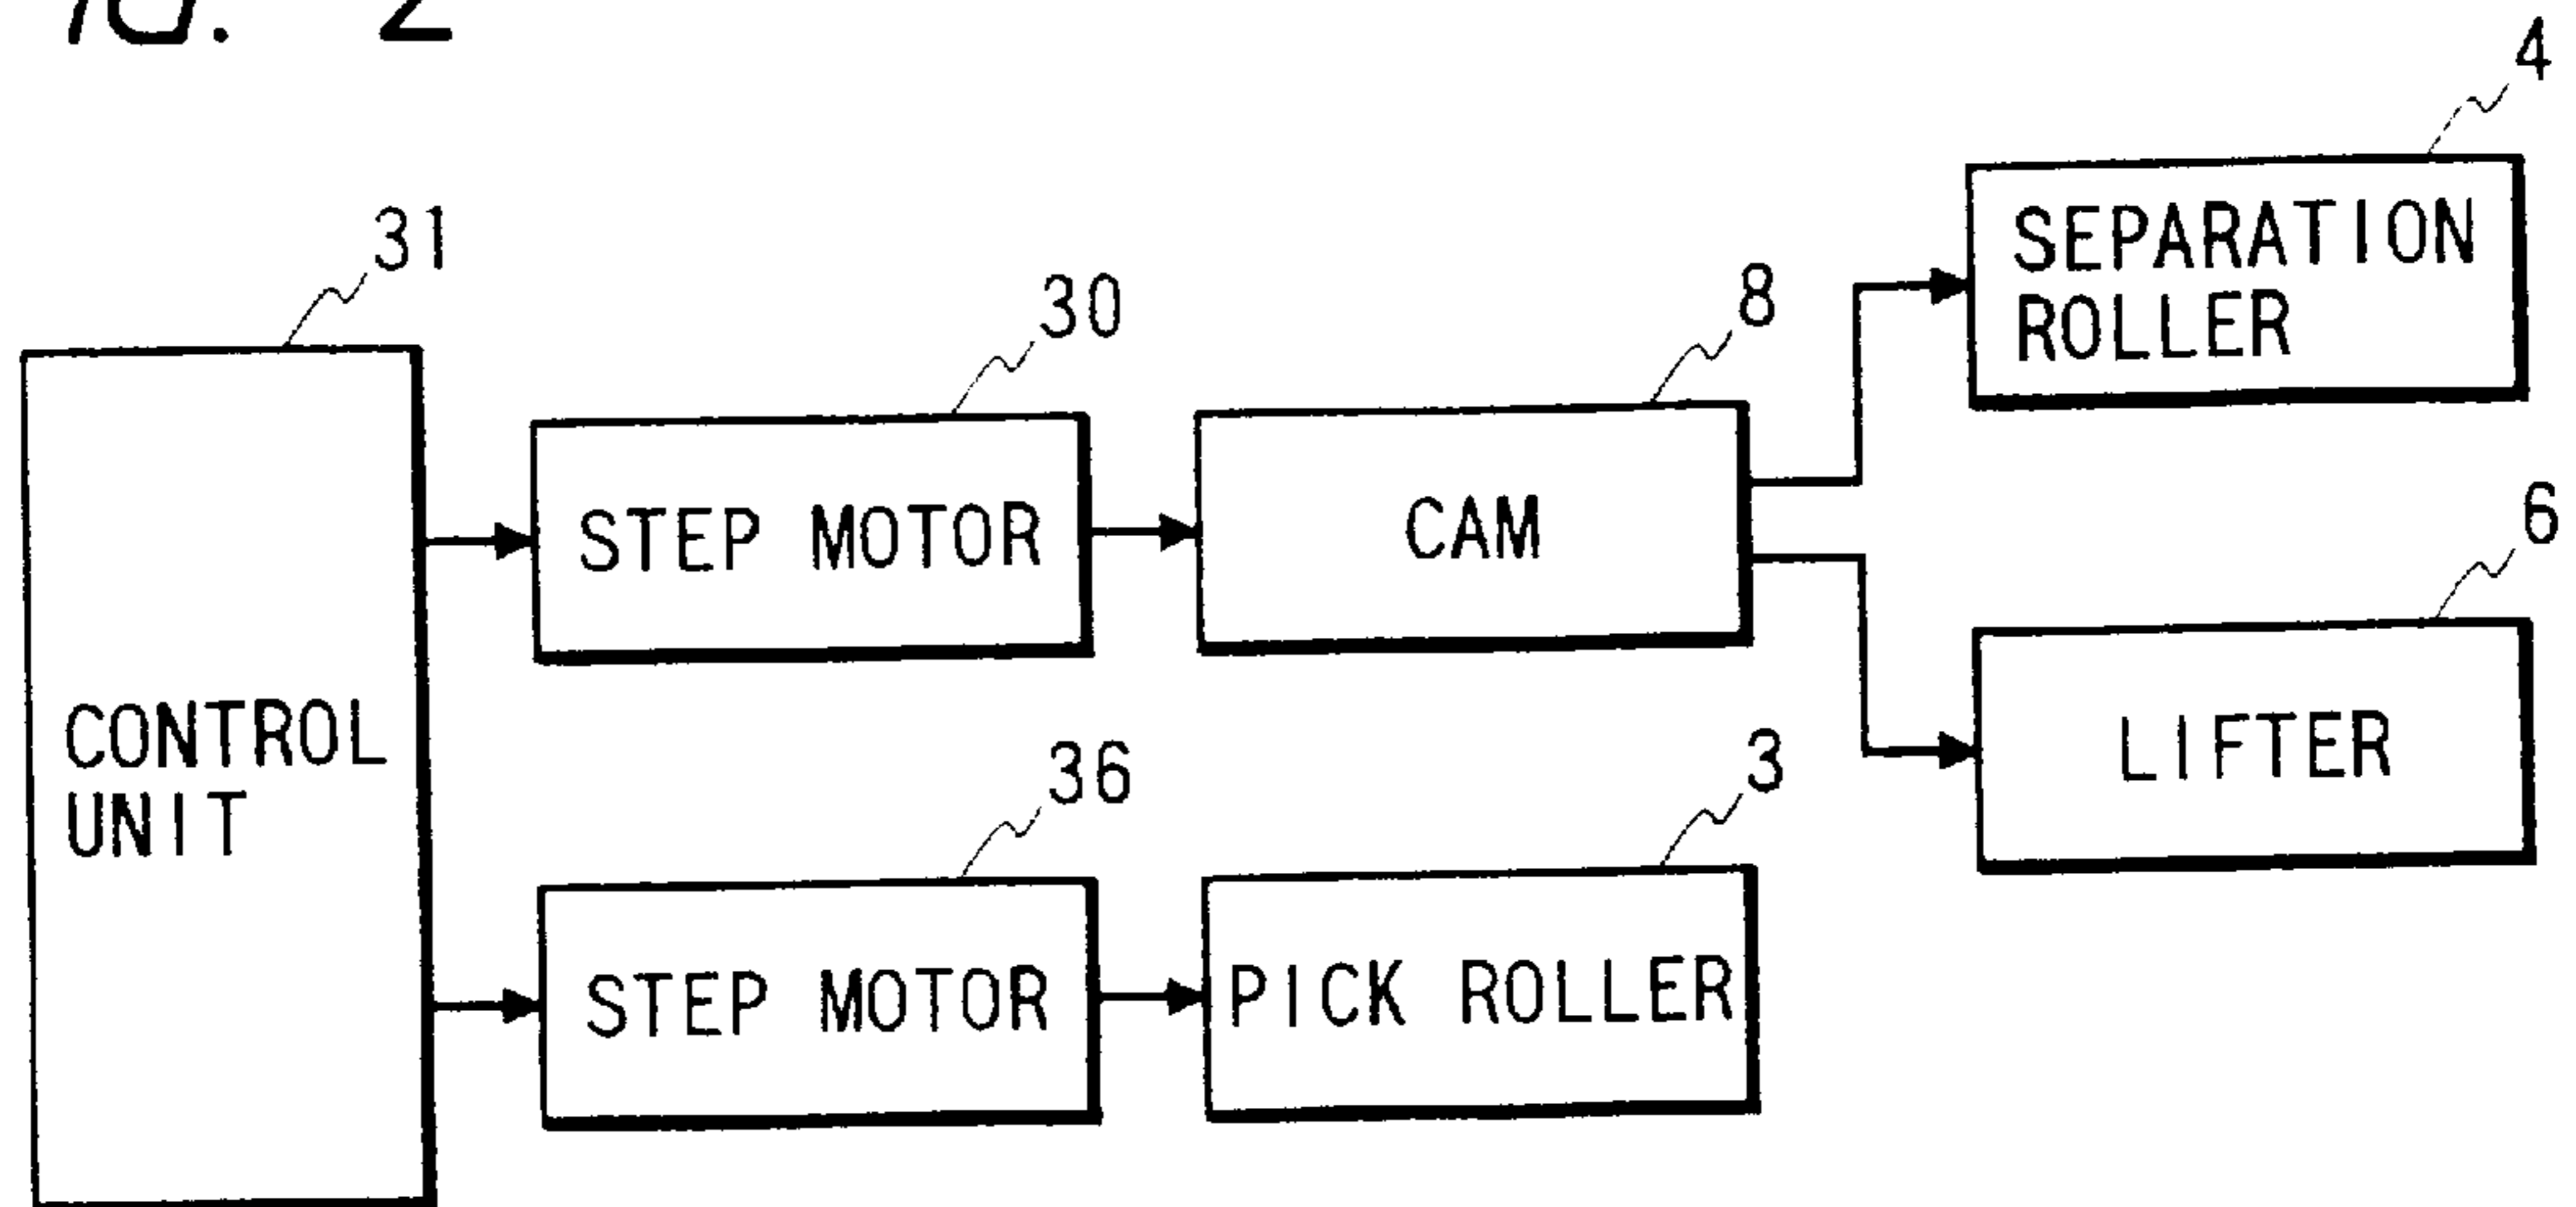 2
4
SEPARATION
ROLLER
31
30
8
6
STEP MOTOR
CAM
CONTROL
UNIT
LIFTER
36
3
STEP MOTOR
PICK ROLLER